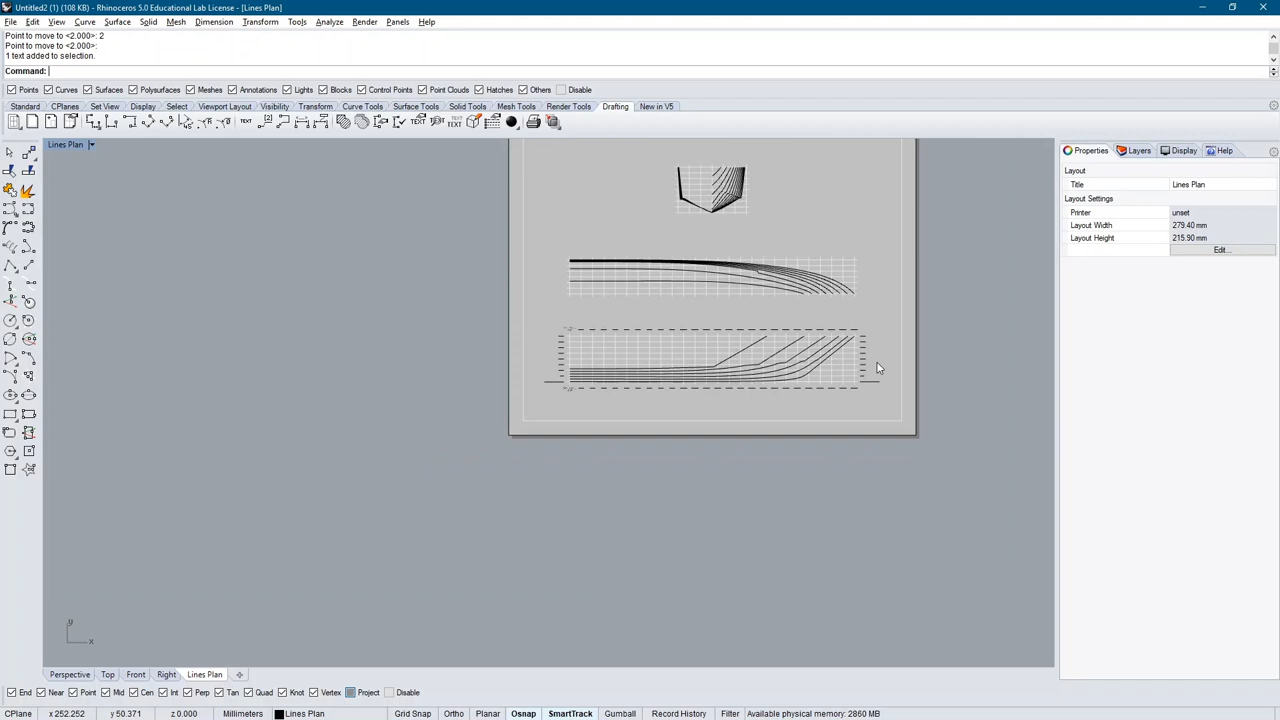 Untitled2 (108 KB) - Rhinoceros 5.0 Educational Lab License - [Lines Plan]
File Edit View Curve Surface Solid Mesh Dimension Transform Tools Analyze Render Panels Help
Point to move to <2.000>: 2
Point to move to <2.000>:
1 text added to selection.
Command:
Points Curves Surfaces Polysurfaces Meshes Annotations Lights Blocks Control Points Point Clouds Hatches Others Disable
Standard CPlanes Set View Display Select Viewport Layout Visibility Transform Curve Tools Surface Tools Solid Tools Mesh Tools Render Tools Drafting New in V5
TEXT
TEXT TEXT
Lines Plan
Properties Layers Display Help
Layout
Title Lines Plan
Layout Settings
Printer unset
Layout Width 279.40 mm
Layout Height 215.90 mm
Edit...
y
x
Perspective Top Front Right Lines Plan
End Near Point Mid Cen Int Perp Tan Quad Knot Vertex Project Disable
CPlane x 252.252 y 50.371 z 0.000 Millimeters Lines Plan Grid Snap Ortho Planar Osnap SmartTrack Gumball Record History Filter Available physical memory: 2860 MB